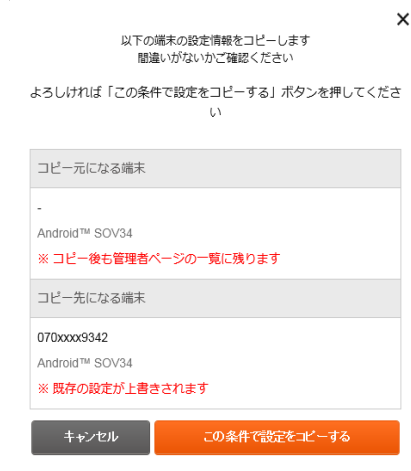 ×
以下の端末の設定情報をコピーします
間違いがないかご確認ください
よろしければ「この条件で設定をコピーする」ボタンを押してくださ
い
コピー元になる端末
-
Android™ SOV34
※ コピー後も管理者ページの一覧に残ります
コピー先になる端末
070xxxx9342
Android™ SOV34
※ 既存の設定が上書きされます
キャンセル
この条件で設定をコピーする